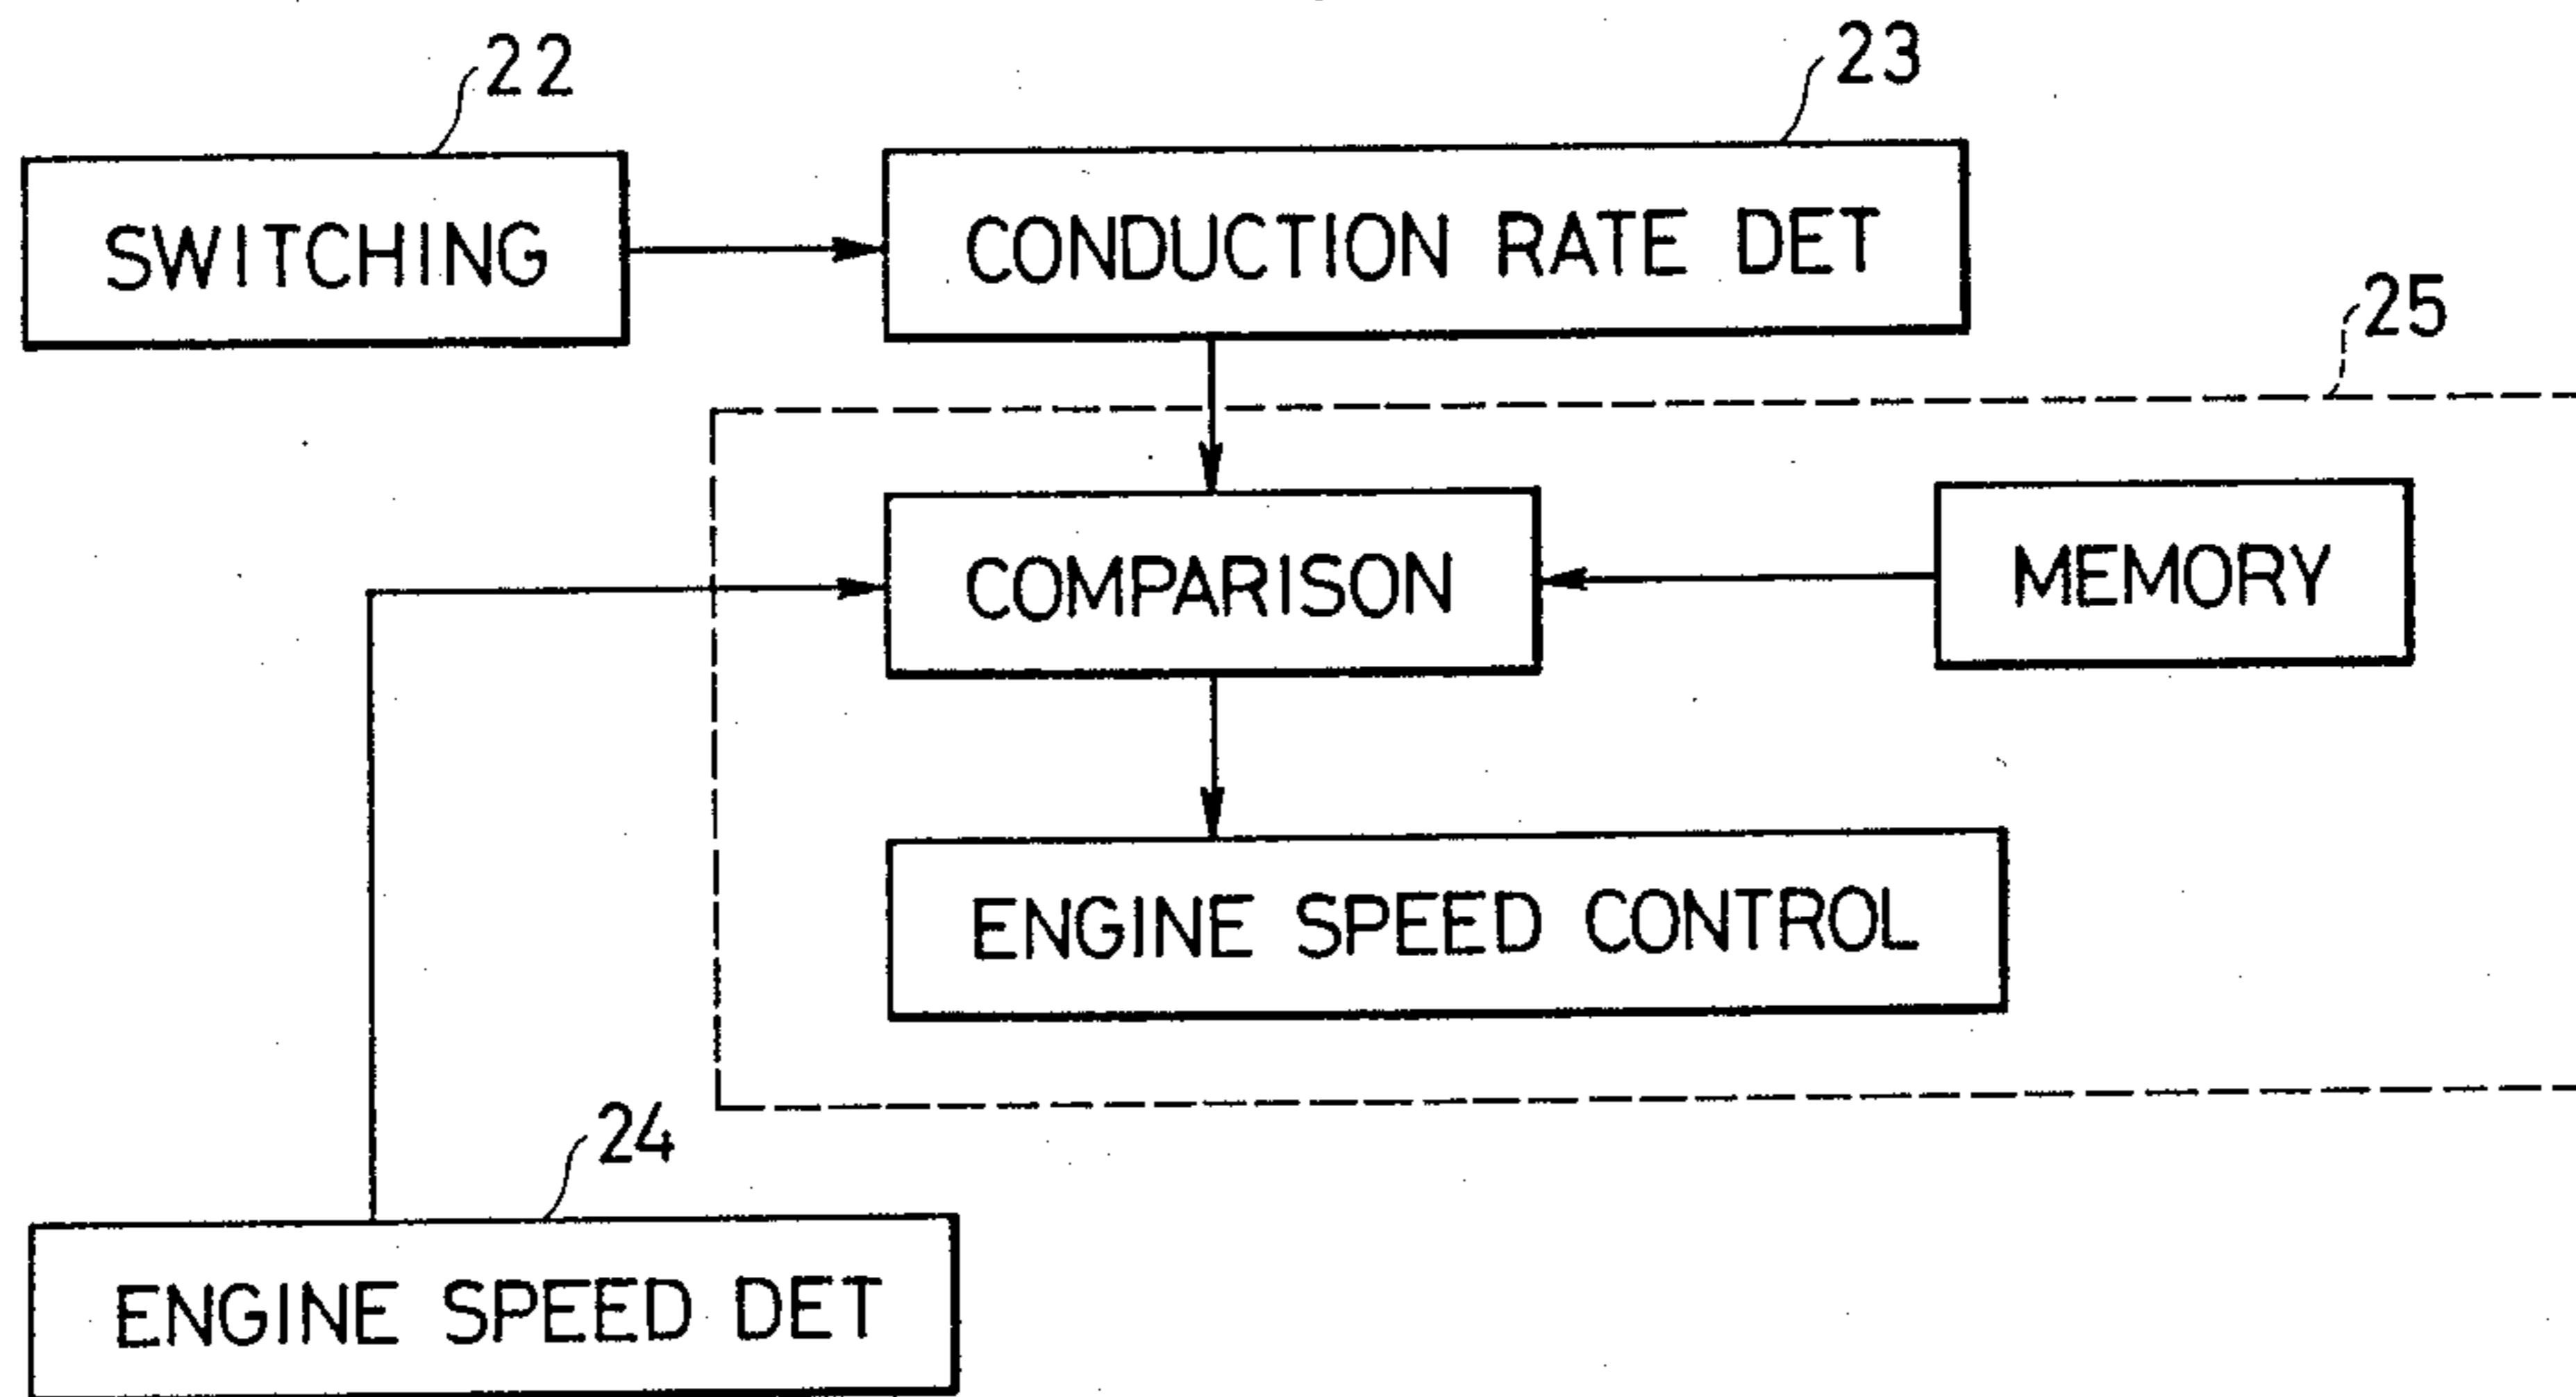 22
23
SWITCHING
CONDUCTION RATE DET
25
COMPARISON
MEMORY
ENGINE SPEED CONTROL
24
ENGINE SPEED DET